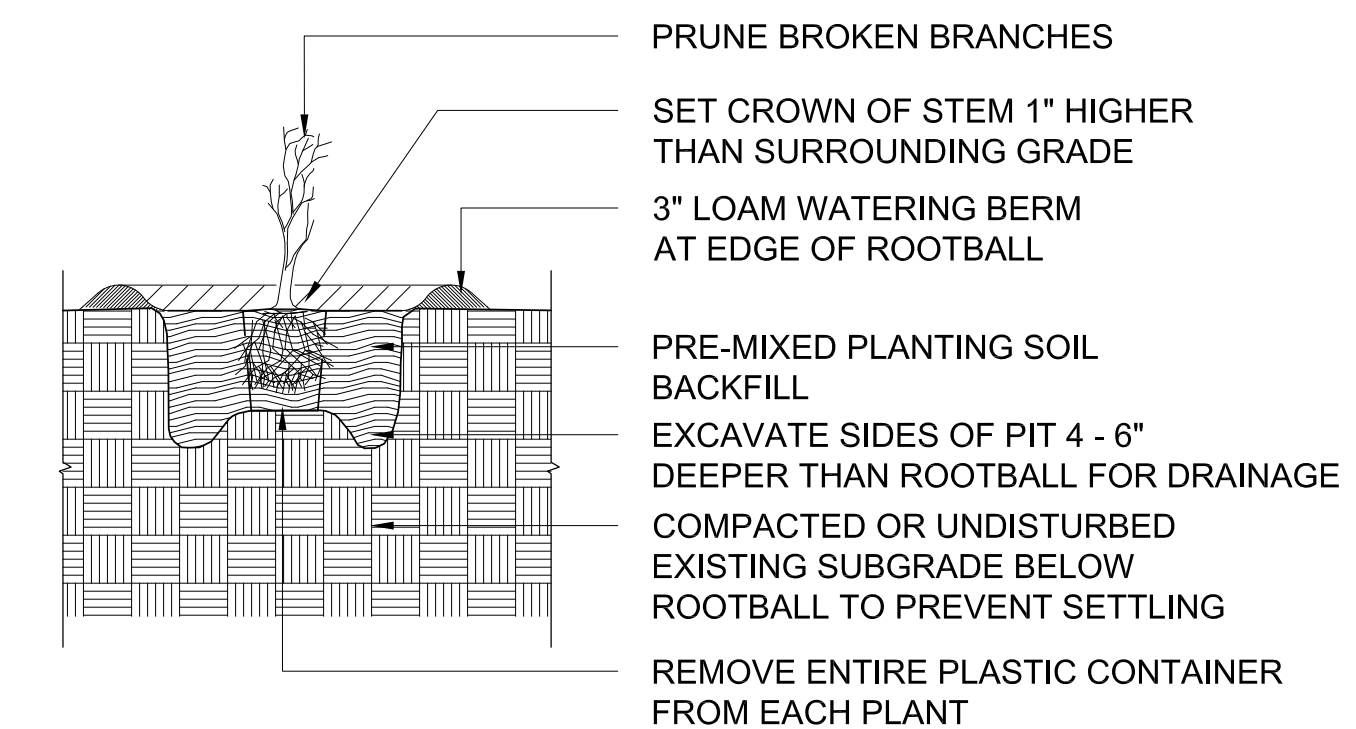 PRUNE BROKEN BRANCHES
SET CROWN OF STEM 1" HIGHER
THAN SURROUNDING GRADE
3" LOAM WATERING BERM
AT EDGE OF ROOTBALL
PRE-MIXED PLANTING SOIL
BACKFILL
EXCAVATE SIDES OF PIT 4 - 6"
DEEPER THAN ROOTBALL FOR DRAINAGE
COMPACTED OR UNDISTURBED
EXISTING SUBGRADE BELOW
ROOTBALL TO PREVENT SETTLING
REMOVE ENTIRE PLASTIC CONTAINER
FROM EACH PLANT